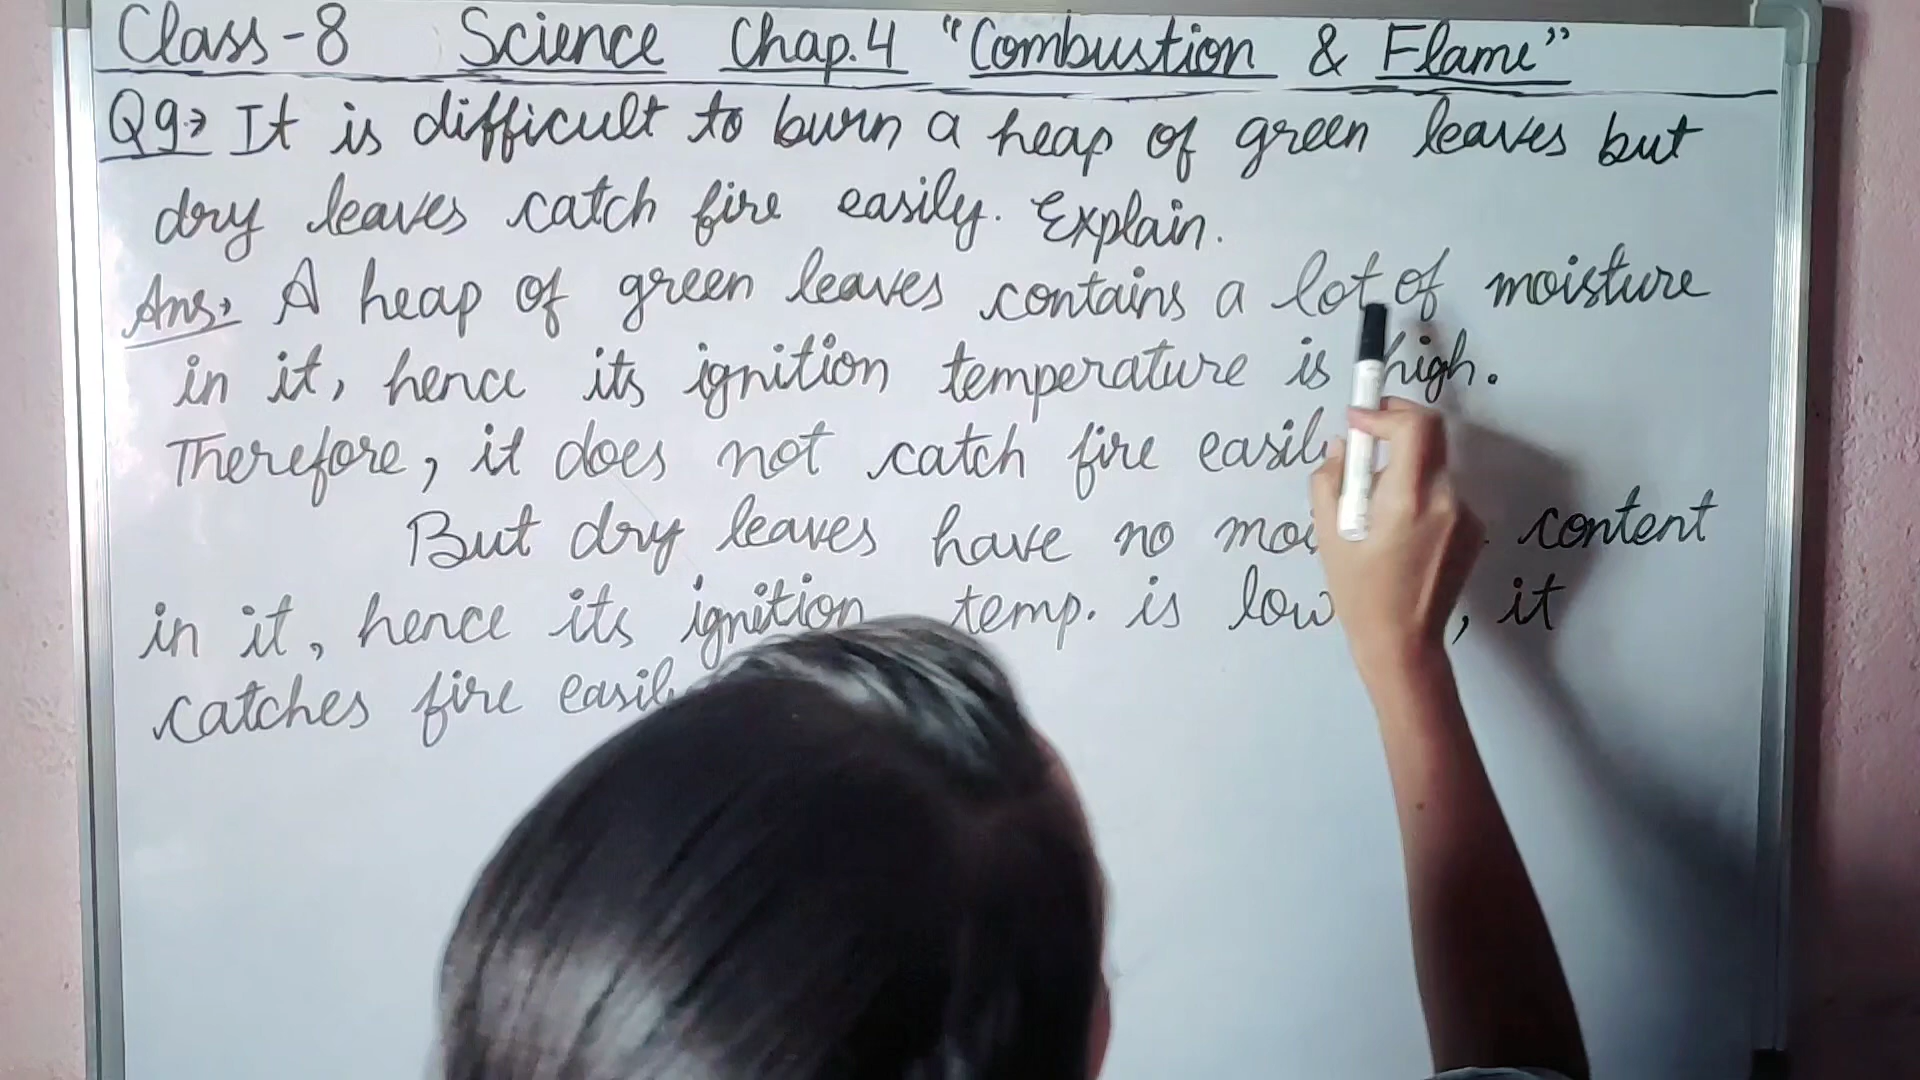 Class-8 Science Chap.4 "Combustion & Flame"
Q9→ It is difficult to burn a heap of green leaves but
dry leaves catch fire easily. Explain.
Ans→ A heap of green leaves contains a lot of moisture
in it, hence its ignition temperature is high.
Therefore, it does not catch fire easily
But dry leaves have no content
in it, hence its ignition temp. is low , it
catches fire easily